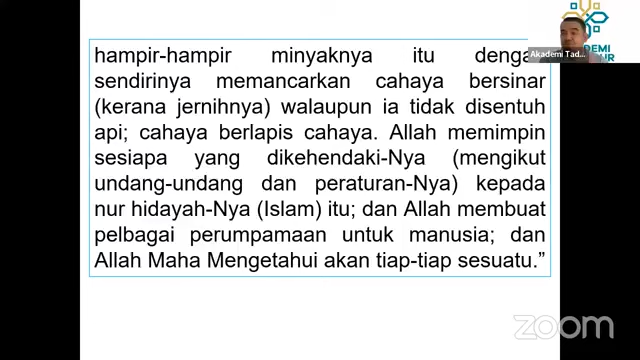 hampir-hampir minyaknya itu denga
sendirinya memancarkan cahaya bersinar
(kerana jernihnya) walaupun ia tidak disentuh
api; cahaya berlapis cahaya. Allah memimpin
sesiapa yang dikehendaki-Nya (mengikut
undang-undang dan peraturan-Nya) kepada
nur hidayah-Nya (Islam) itu; dan Allah membuat
pelbagai perumpamaan untuk manusia; dan
Allah Maha Mengetahui akan tiap-tiap sesuatu.”
Akademi Tad...
zoom